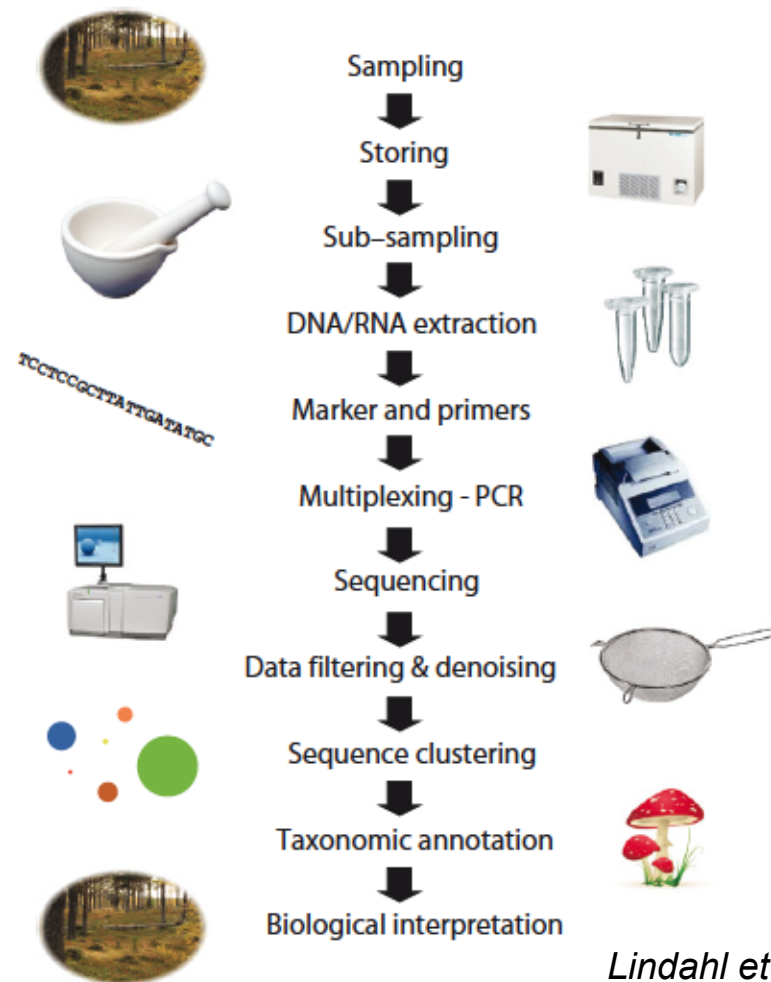 Sampling
Storing
Sub-sampling
DNA/RNA extraction
TCCTCCGCTTATTGATATGC
Marker and primers
Multiplexing - PCR
Sequencing
Data filtering & denoising
Sequence clustering
Taxonomic annotation
Biological interpretation
Lindahl et